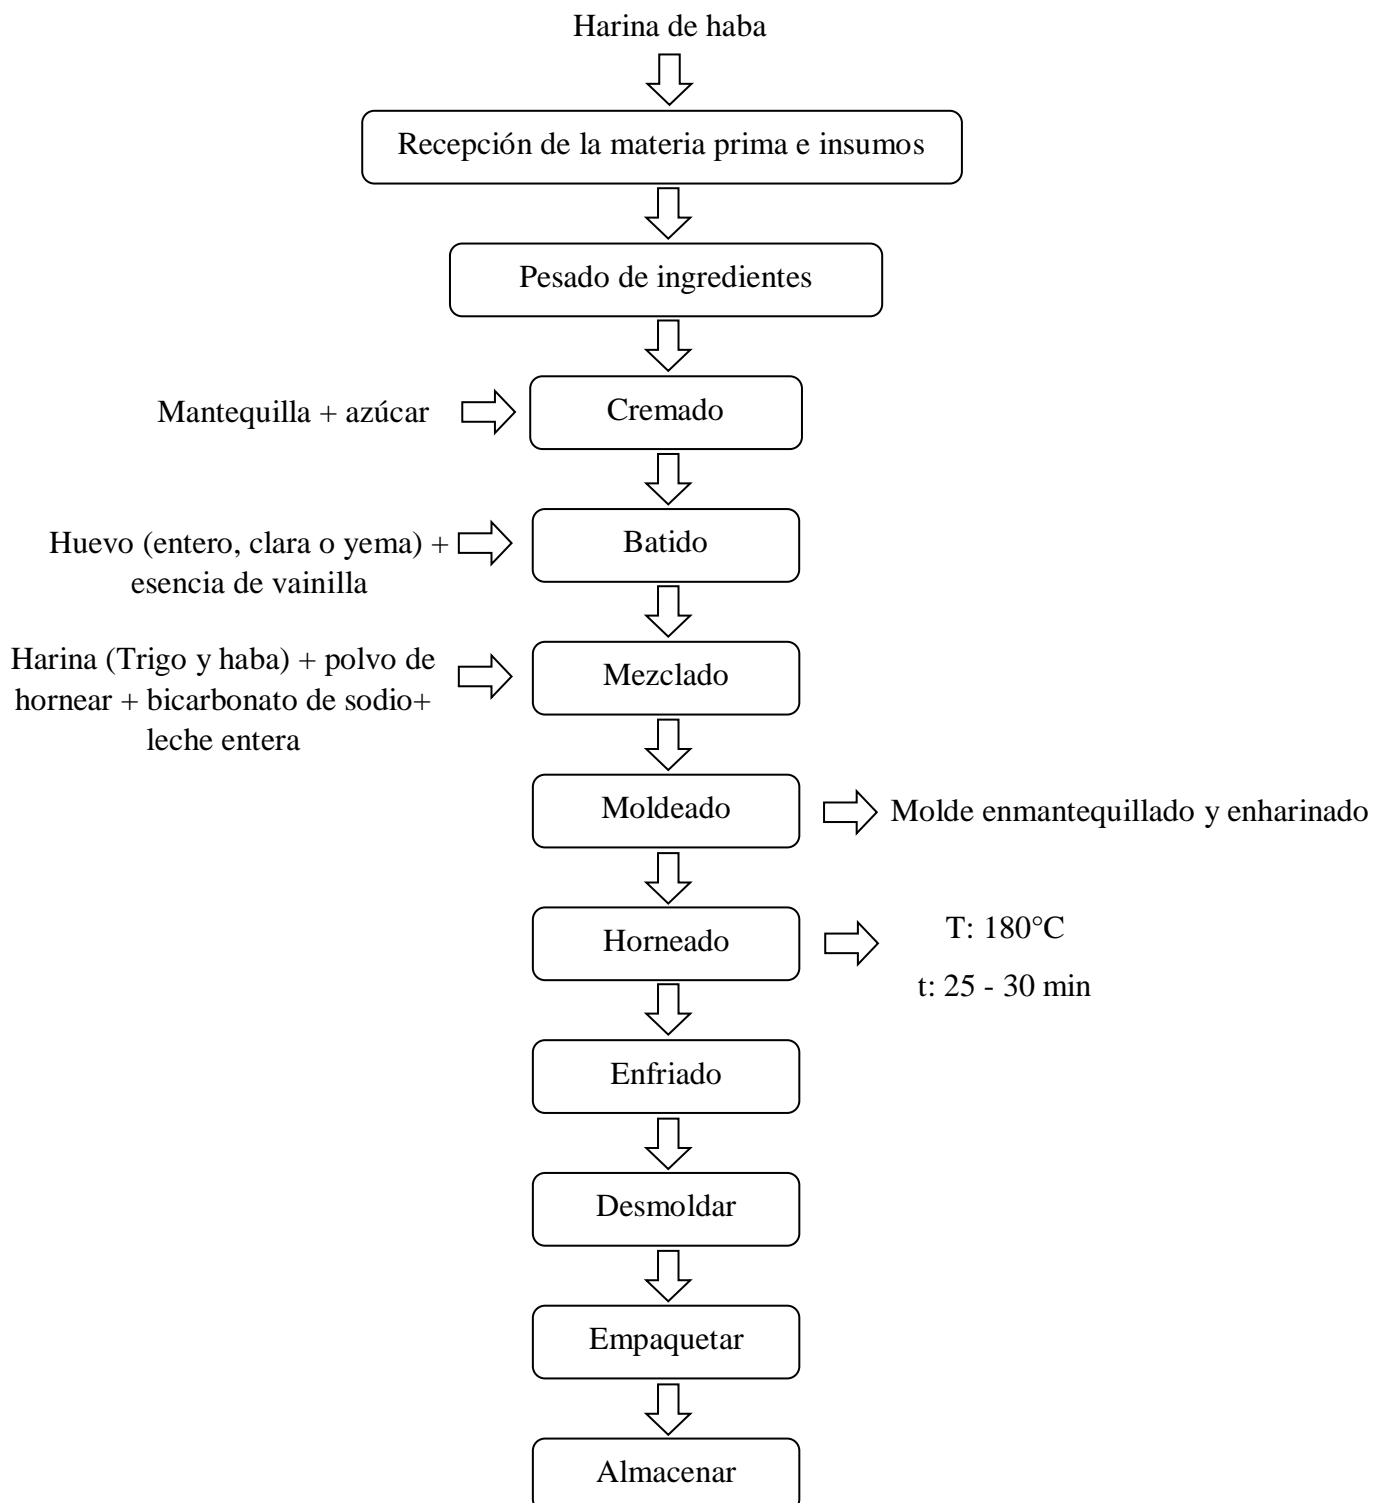 Harina de haba
Recepción de la materia prima e insumos
Pesado de ingredientes
Mantequilla + azúcar
Cremado
Huevo (entero, clara o yema) +
esencia de vainilla
Batido
Harina (Trigo y haba) + polvo de
hornear + bicarbonato de sodio+
leche entera
Mezclado
Moldeado
Molde enmantequillado y enharinado
Horneado
T: 180°C
t: 25 - 30 min
Enfriado
Desmoldar
Empaquetar
Almacenar